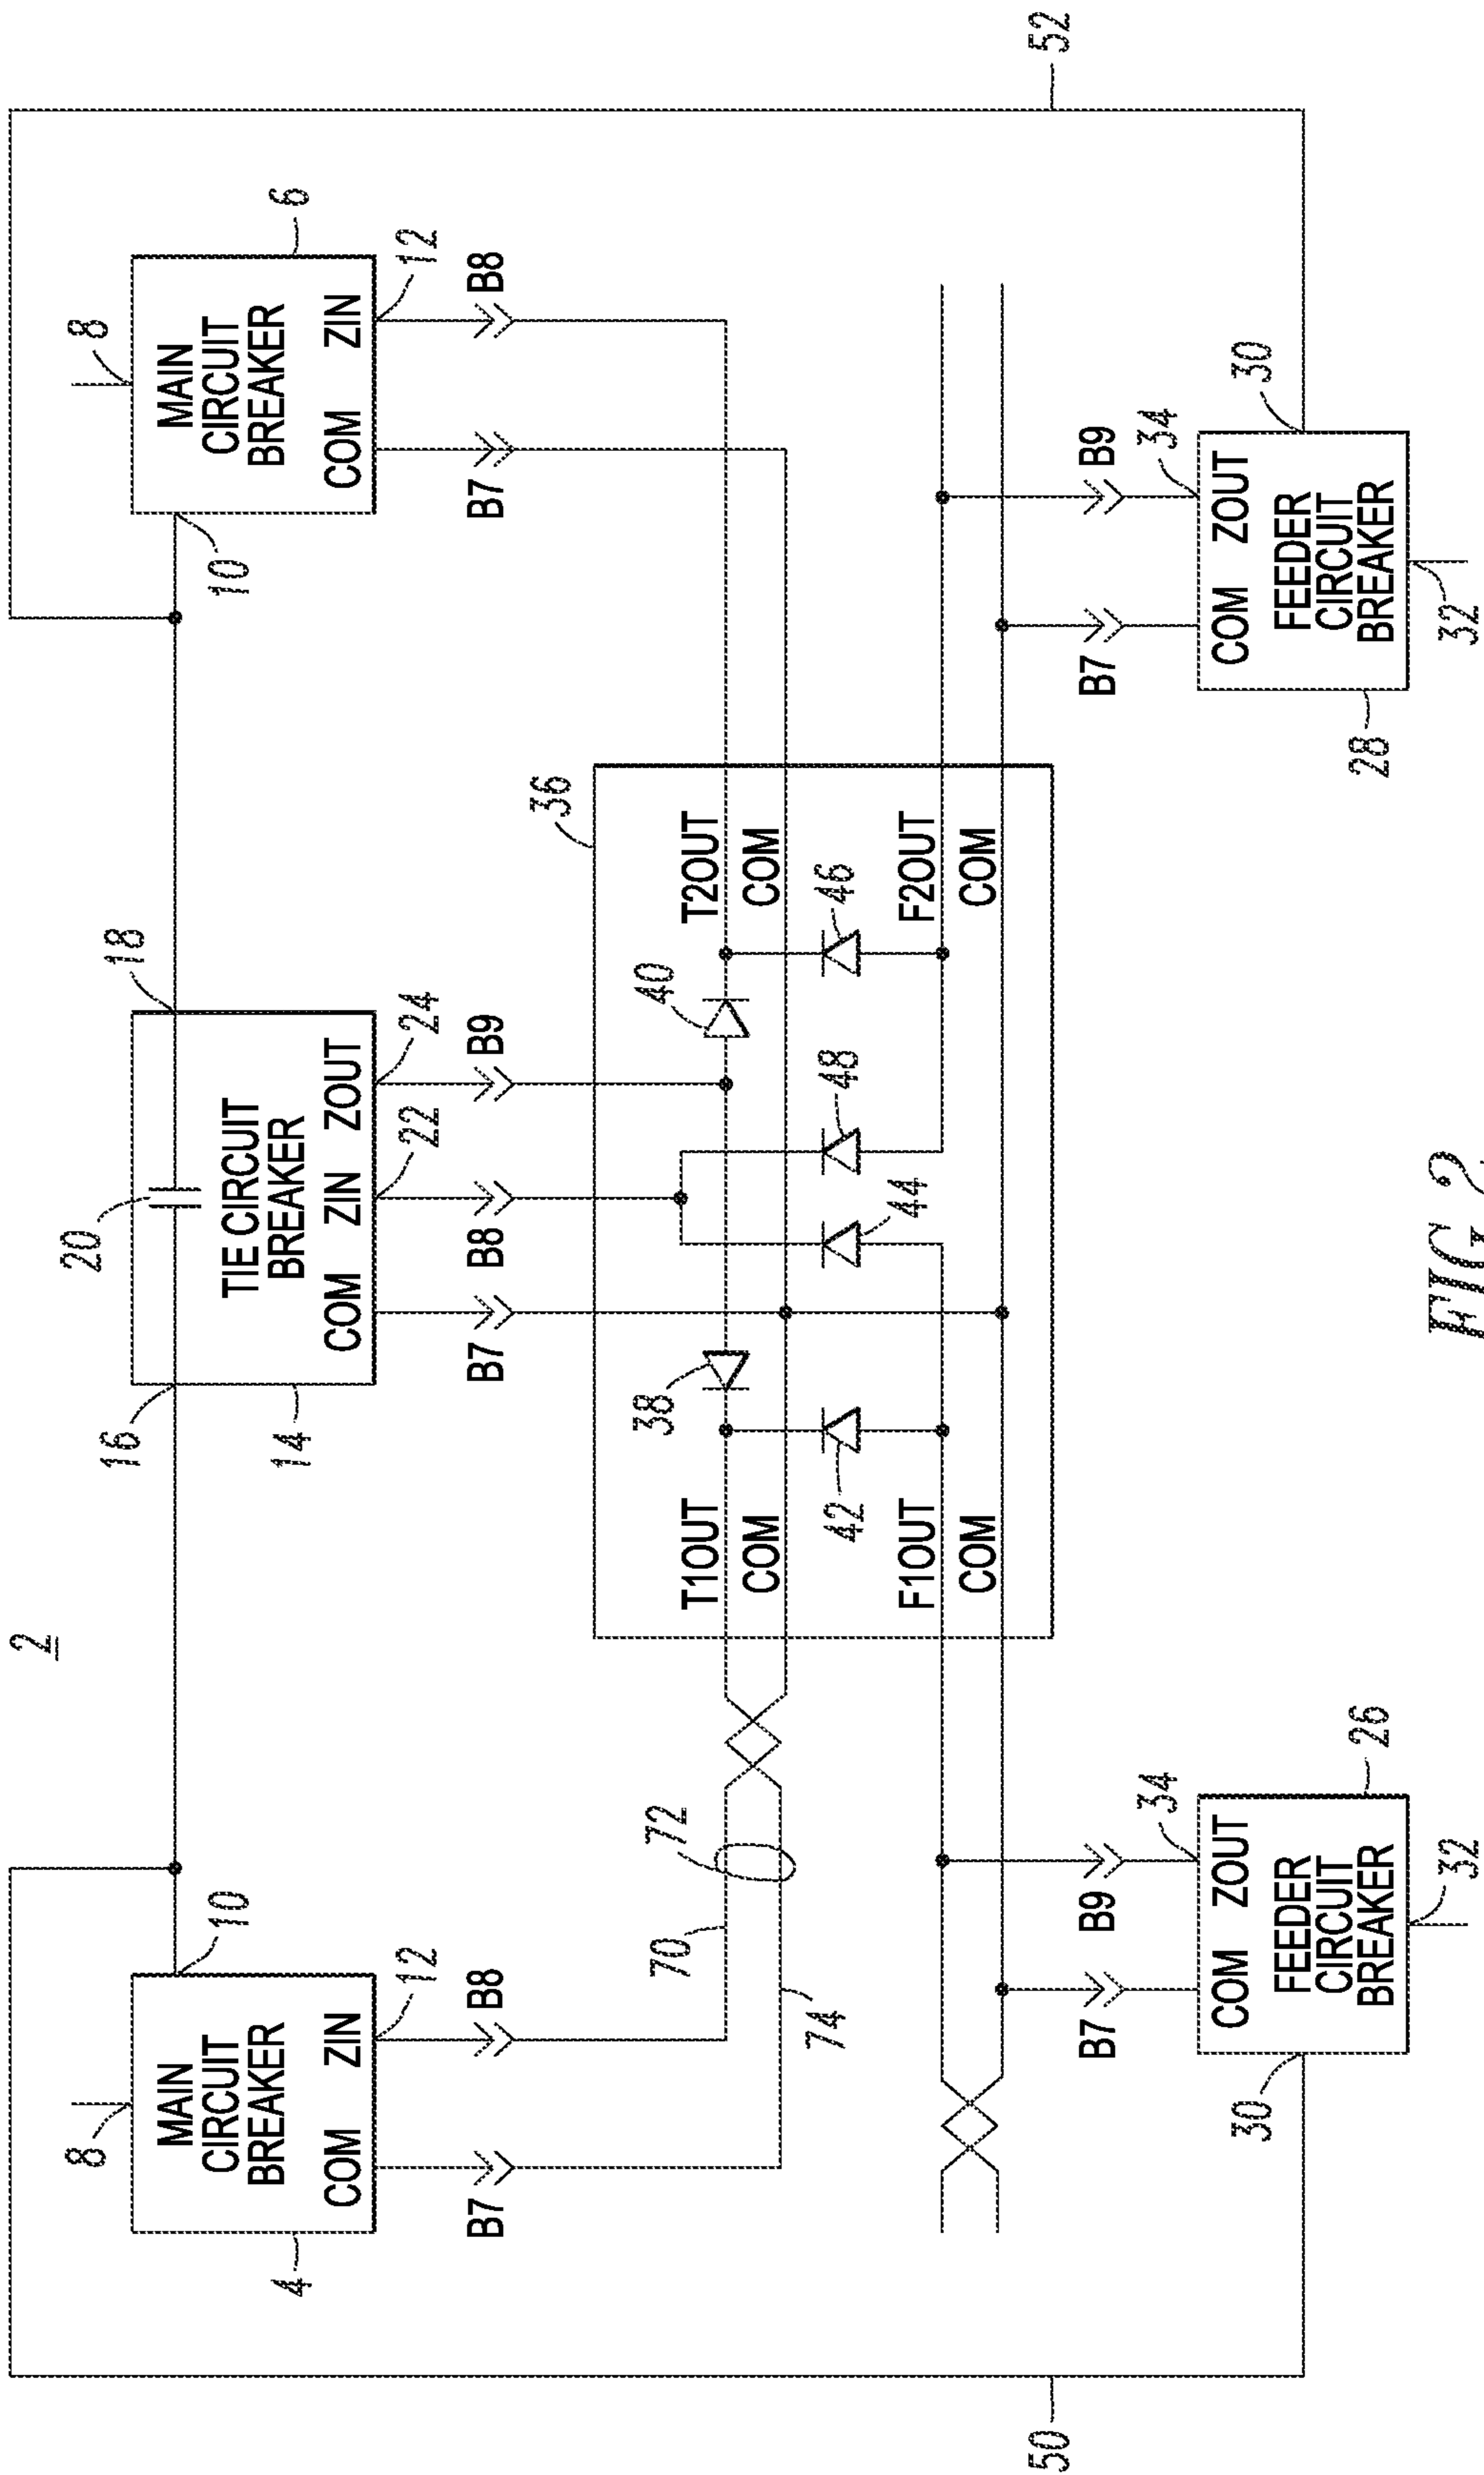 2
52
8
MAIN
CIRCUIT
BREAKER
COM ZIN
4
10
12
B7 B8
20
16
18
TIE CIRCUIT
BREAKER
COM ZIN ZOUT
14
22
24
B7 B8 B9
8
MAIN
CIRCUIT
BREAKER
COM ZIN
6
10
12
B7 B8
36
70
72
74
T1OUT
COM
38
40
T2OUT
COM
42
44
48
46
F1OUT
COM
F2OUT
COM
50
B7 B9
34
COM ZOUT
FEEDER
CIRCUIT
BREAKER
30
26
32
B7 B9
34
COM ZOUT
FEEDER
CIRCUIT
BREAKER
30
28
32
FIG. 2